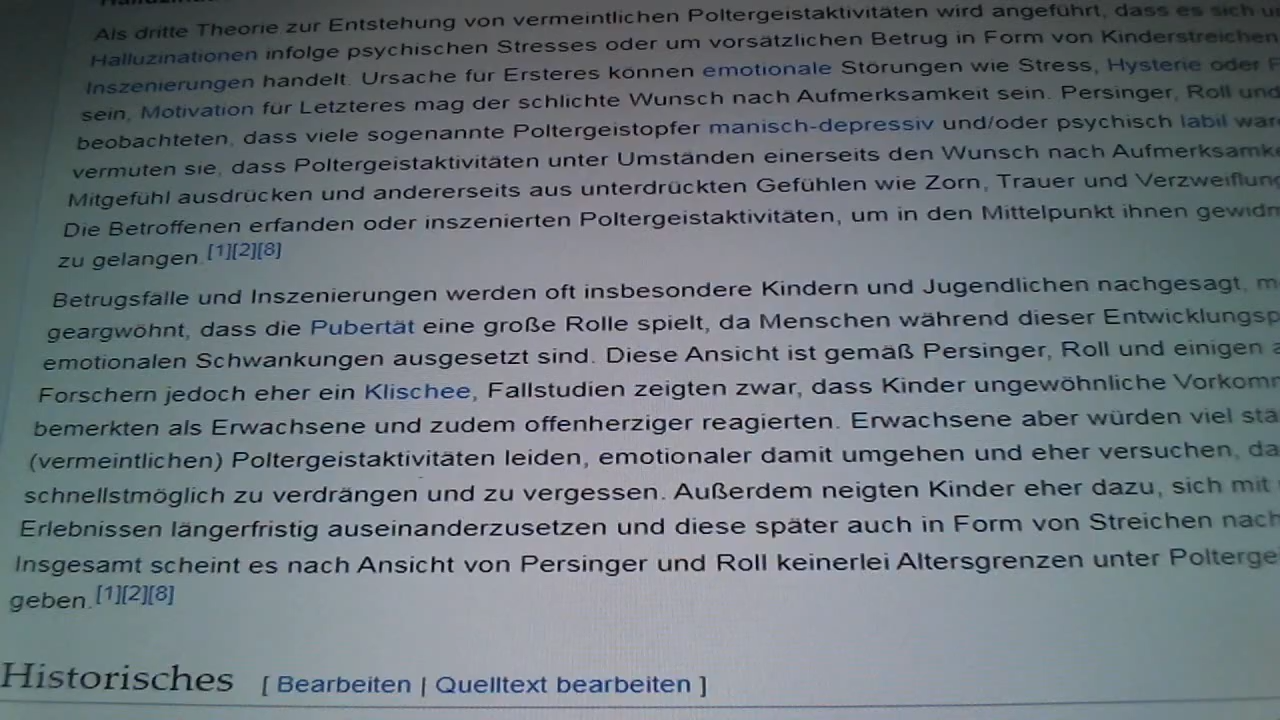 Als dritte Theorie zur Entstehung von vermeintlichen Poltergeistaktivitäten wird angeführt, dass es sich
Halluzinationen infolge psychischen Stresses oder um vorsätzlichen Betrug in Form von Kinderstreichen
Inszenierungen handelt. Ursache für Ersteres können emotionale Störungen wie Stress, Hysterie oder
sein, Motivation für Letzteres mag der schlichte Wunsch nach Aufmerksamkeit sein. Persinger, Roll und
beobachteten, dass viele sogenannte Poltergeistopfer manisch-depressiv und/oder psychisch labil
vermuten sie, dass Poltergeistaktivitäten unter Umständen einerseits den Wunsch nach
Mitgefühl ausdrücken und andererseits aus unterdrückten Gefühlen wie Zorn, Trauer und
Die Betroffenen erfanden oder inszenierten Poltergeistaktivitäten, um in den Mittelpunkt ihnen
zu gelangen.[1][2][8]
Betrugsfälle und Inszenierungen werden oft insbesondere Kindern und Jugendlichen nachgesagt,
geargwöhnt, dass die Pubertät eine große Rolle spielt, da Menschen während dieser
emotionalen Schwankungen ausgesetzt sind. Diese Ansicht ist gemäß Persinger, Roll und einigen
Forschern jedoch eher ein Klischee, Fallstudien zeigten zwar, dass Kinder ungewöhnliche
bemerkten als Erwachsene und zudem offenherziger reagierten. Erwachsene aber würden viel
(vermeintlichen) Poltergeistaktivitäten leiden, emotionaler damit umgehen und eher versuchen,
schnellstmöglich zu verdrängen und zu vergessen. Außerdem neigten Kinder eher dazu, sich mit
Erlebnissen längerfristig auseinanderzusetzen und diese später auch in Form von Streichen
Insgesamt scheint es nach Ansicht von Persinger und Roll keinerlei Altersgrenzen unter
geben.[1][2][8]
Historisches [ Bearbeiten | Quelltext bearbeiten ]